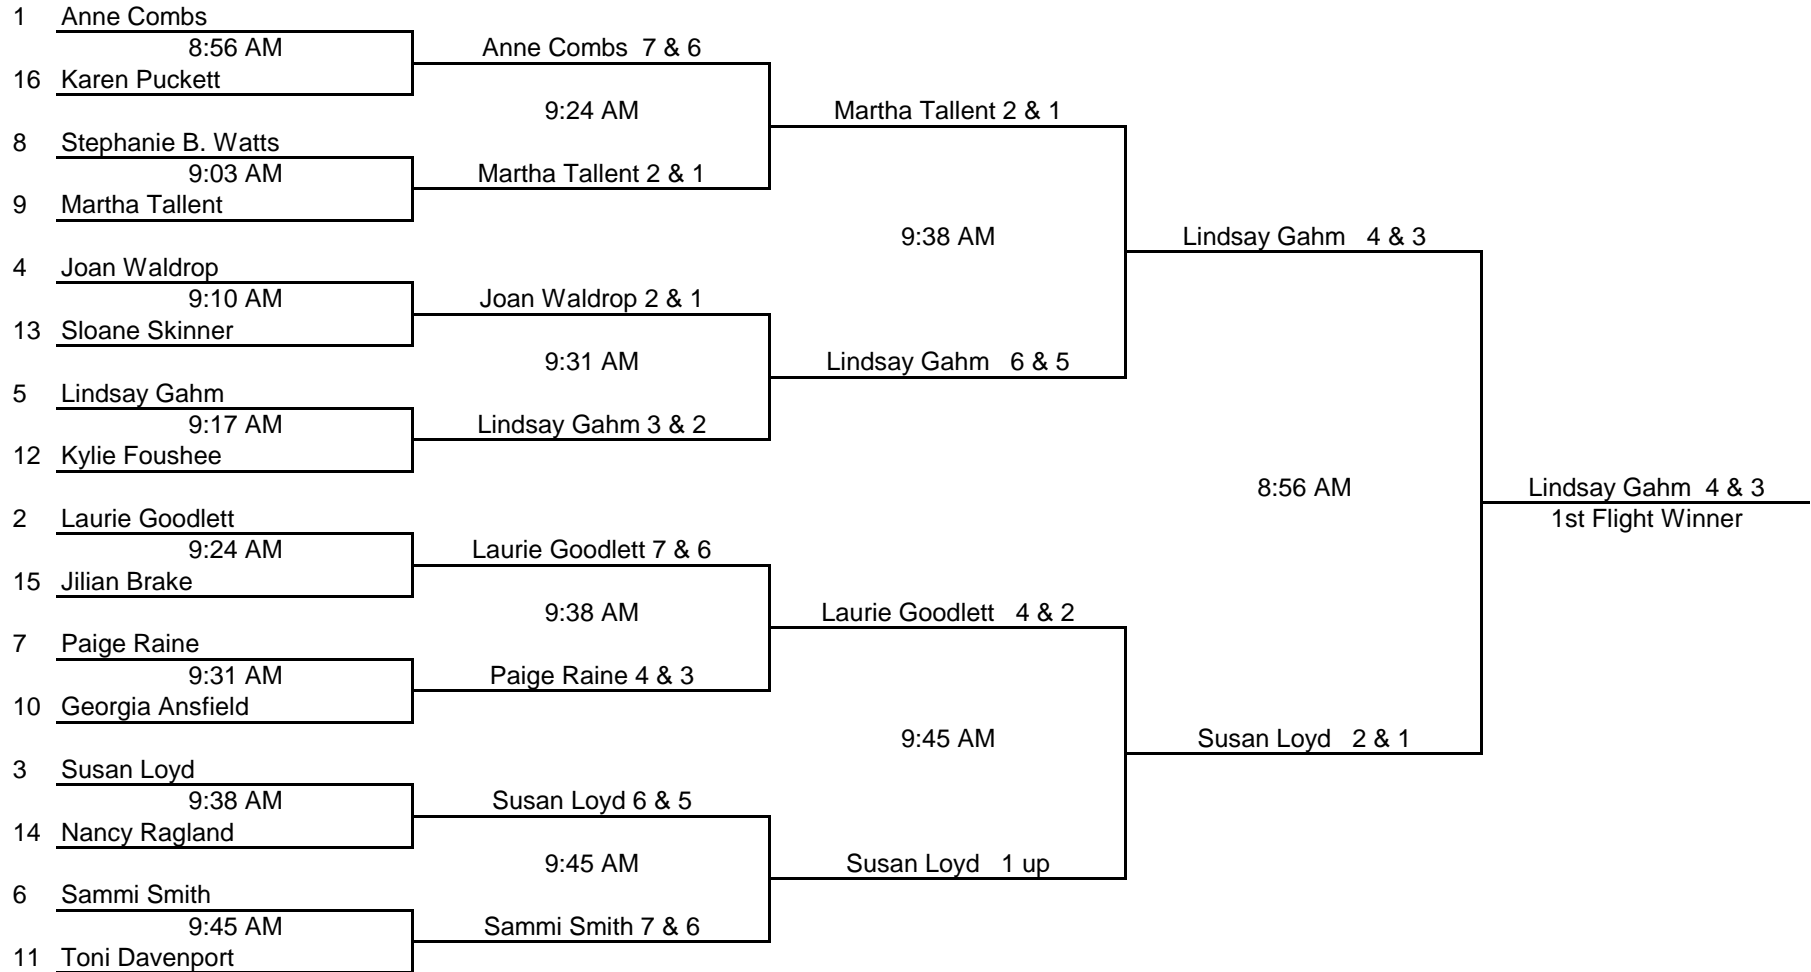 1 Anne Combs
8:56 AM
Anne Combs 7 & 6
16 Karen Puckett
9:24 AM
Martha Tallent 2 & 1
8 Stephanie B. Watts
9:03 AM
Martha Tallent 2 & 1
9 Martha Tallent
9:38 AM
Lindsay Gahm 4 & 3
4 Joan Waldrop
9:10 AM
Joan Waldrop 2 & 1
13 Sloane Skinner
9:31 AM
Lindsay Gahm 6 & 5
5 Lindsay Gahm
9:17 AM
Lindsay Gahm 3 & 2
12 Kylie Foushee
8:56 AM
Lindsay Gahm 4 & 3
1st Flight Winner
2 Laurie Goodlett
9:24 AM
Laurie Goodlett 7 & 6
15 Jilian Brake
9:38 AM
Laurie Goodlett 4 & 2
7 Paige Raine
9:31 AM
Paige Raine 4 & 3
10 Georgia Ansfield
9:45 AM
Susan Loyd 2 & 1
3 Susan Loyd
9:38 AM
Susan Loyd 6 & 5
14 Nancy Ragland
9:45 AM
Susan Loyd 1 up
6 Sammi Smith
9:45 AM
Sammi Smith 7 & 6
11 Toni Davenport